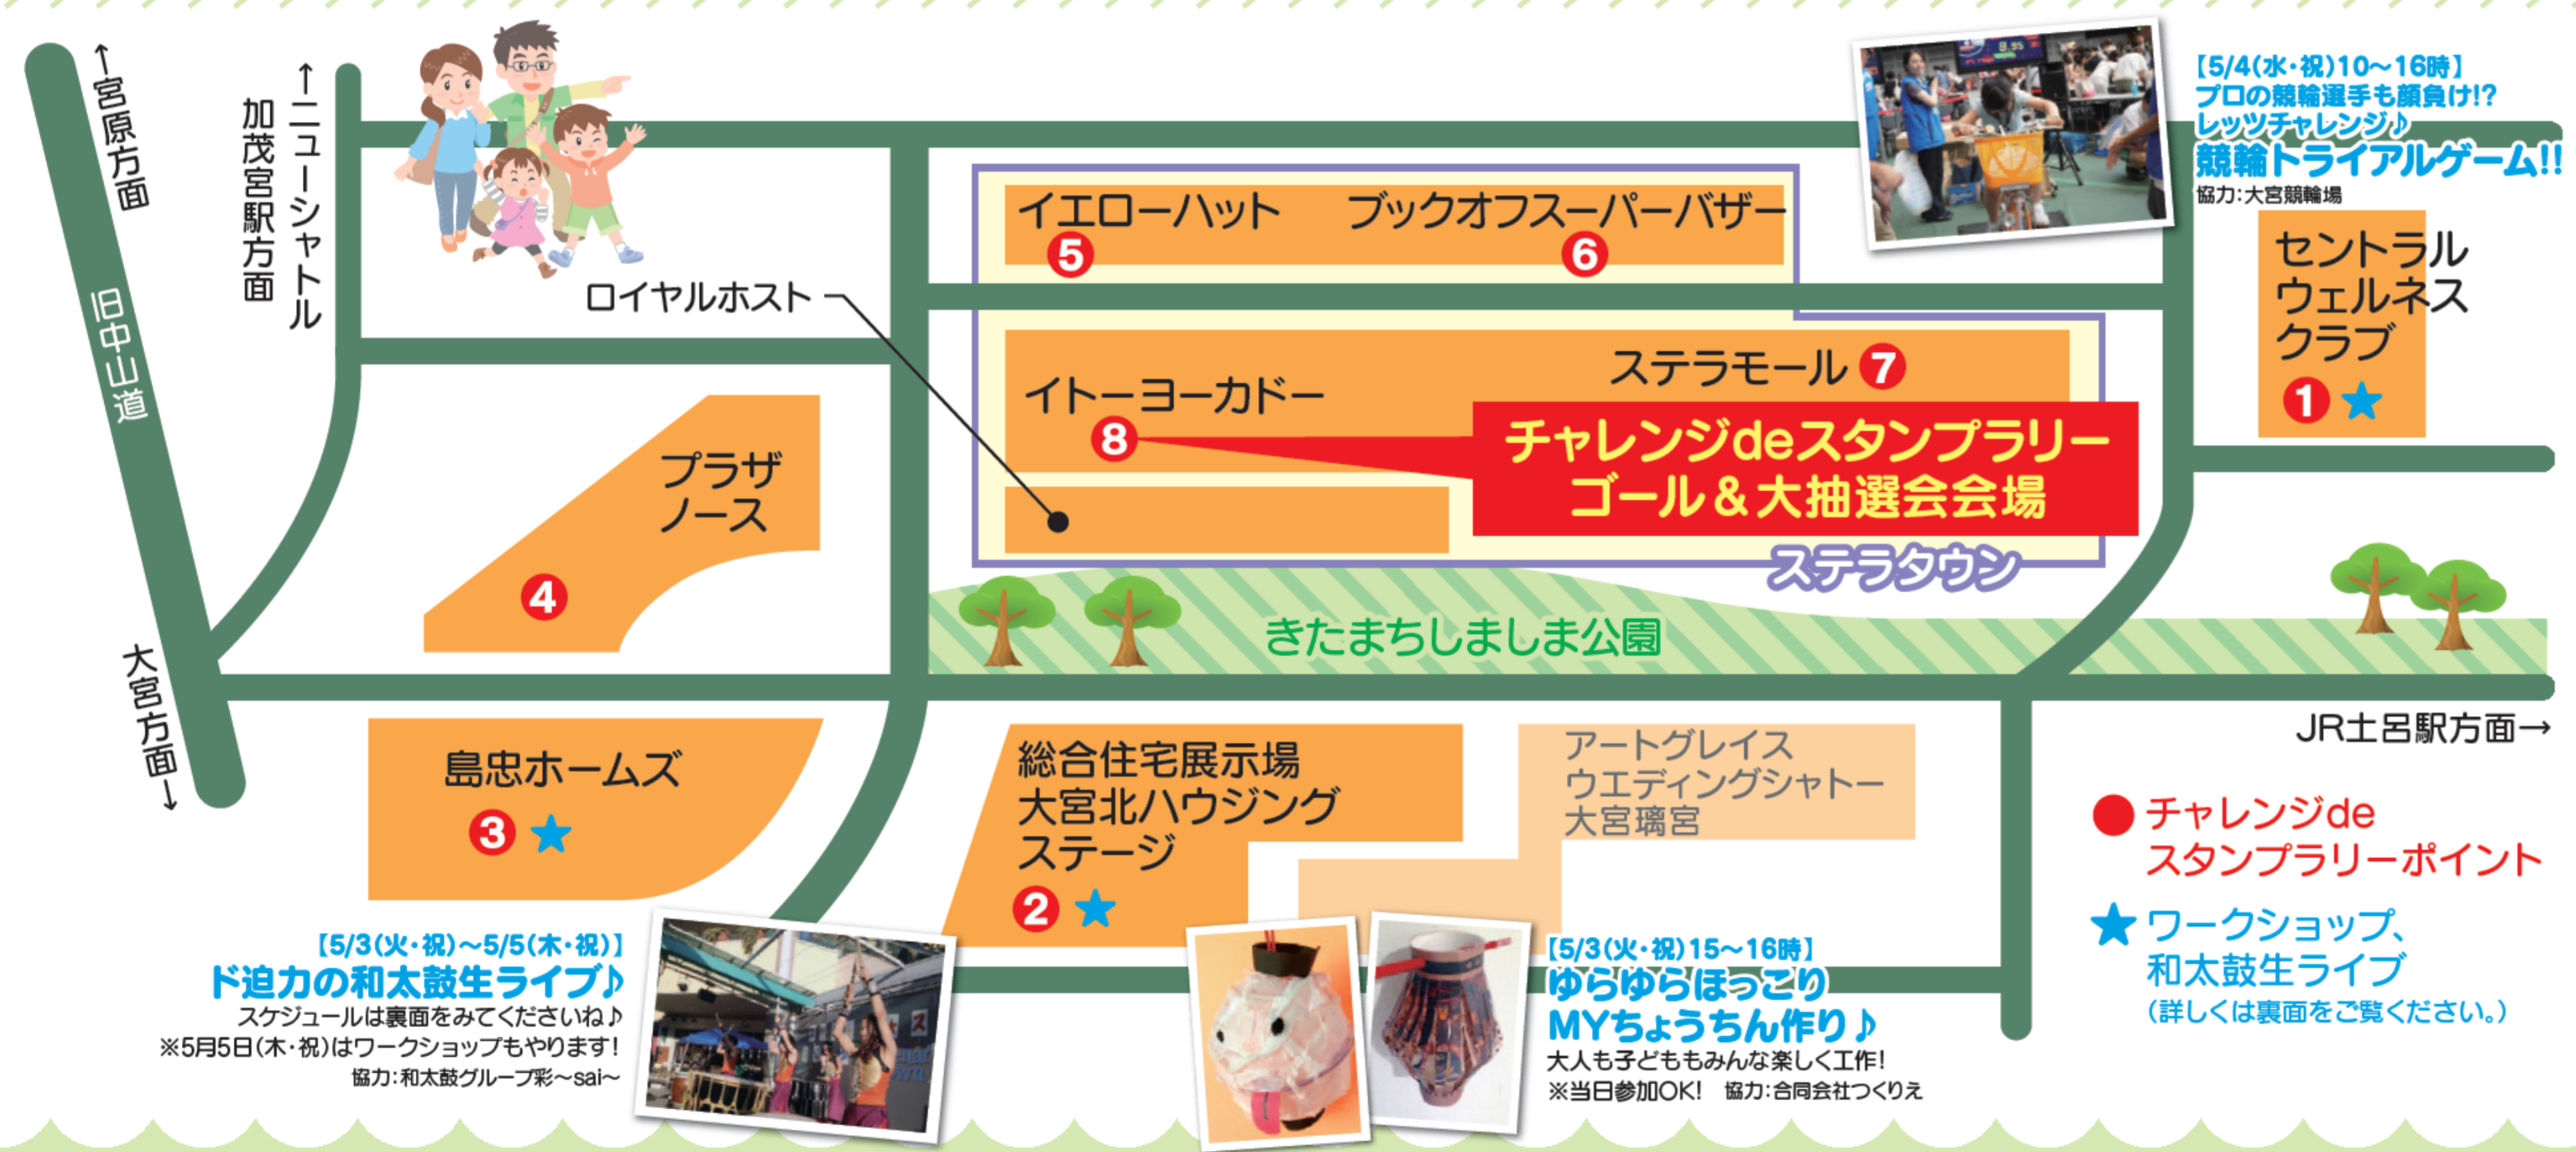 ↑宮原方面
旧中山道
大宮方面↓
↑ニューシャトル
加茂宮駅方面
【5/4(水・祝)10〜16時】
プロの競輪選手も顔負け!?
レッツチャレンジ♪
競輪トライアルゲーム!!
協力:大宮競輪場
イエローハット
5
ブックオフスーパーバザー
6
セントラル
ウェルネス
クラブ
1 ★
ロイヤルホスト
ステラモール 7
イトーヨーカドー
8
チャレンジdeスタンプラリー
ゴール&大抽選会会場
ステラタウン
プラザ
ノース
4
きたまちしましま公園
JR土呂駅方面→
島忠ホームズ
3 ★
総合住宅展示場
大宮北ハウジング
ステージ
2 ★
アートグレイス
ウエディングシャトー
大宮璃宮
● チャレンジde
スタンプラリーポイント
★ ワークショップ、
和太鼓生ライブ
(詳しくは裏面をご覧ください。)
【5/3(火・祝)〜5/5(木・祝)】
ド迫力の和太鼓生ライブ♪
スケジュールは裏面をみてくださいね♪
※5月5日(木・祝)はワークショップもやります!
協力:和太鼓グループ彩〜sai〜
【5/3(火・祝)15〜16時】
ゆらゆらほっこり
MYちょうちん作り♪
大人も子どももみんな楽しく工作!
※当日参加OK! 協力:合同会社つくりえ
8.95